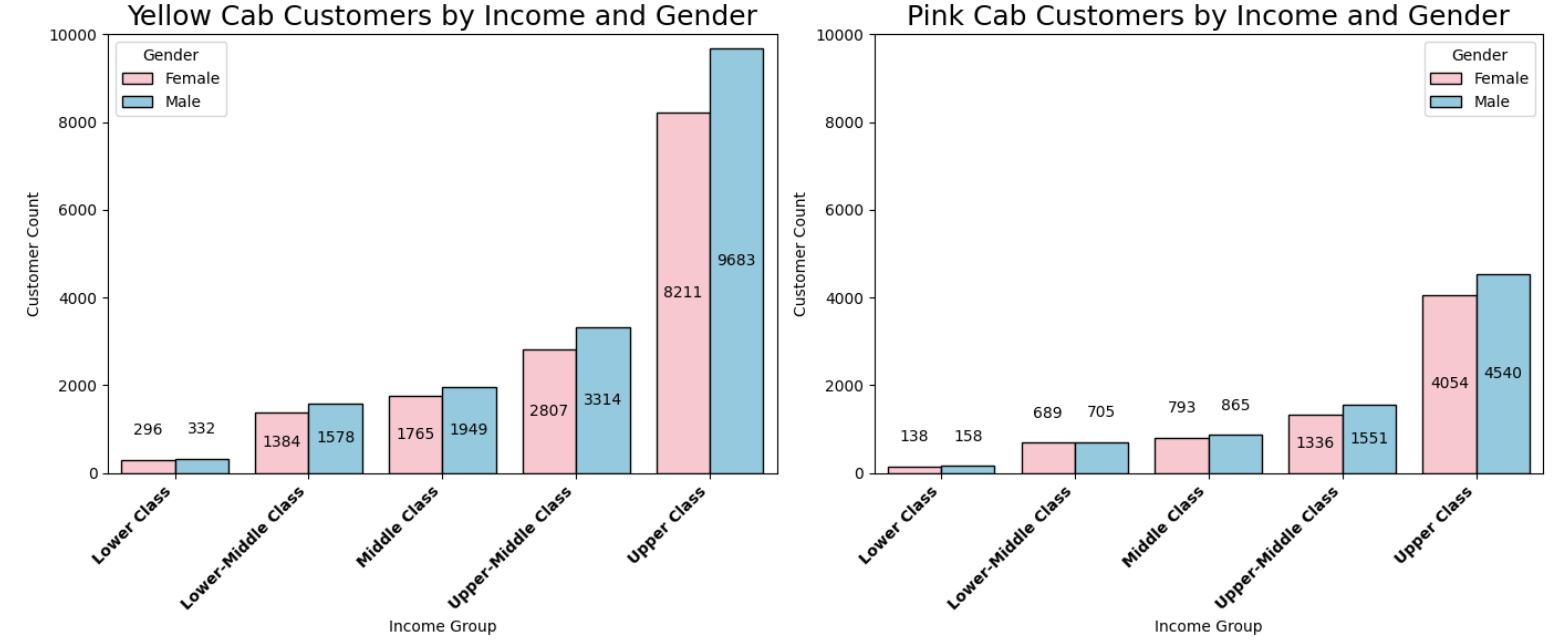 Yellow Cab Customers by Income and Gender
Customer Count
10000
8000
6000
4000
2000
0
Gender
Female
Male
296
332
1384
1578
1765
1949
2807
3314
8211
9683
Lower Class
Lower-Middle Class
Middle Class
Upper-Middle Class
Upper Class
Income Group
Pink Cab Customers by Income and Gender
Customer Count
10000
8000
6000
4000
2000
0
Gender
Female
Male
138
158
689
705
793
865
1336
1551
4054
4540
Lower Class
Lower-Middle Class
Middle Class
Upper-Middle Class
Upper Class
Income Group